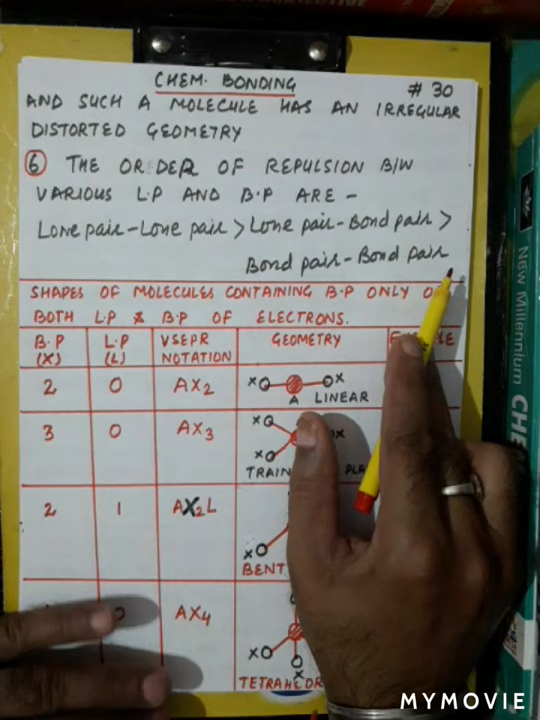 CHEM. BONDING
# 30
AND SUCH A MOLECULE HAS AN IRREGULAR
DISTORTED GEOMETRY
6 THE ORDER OF REPULSION B/W
VARIOUS L.P AND B.P ARE -
Lone pair - Lone pair > Lone pair - Bond pair >
Bond pair - Bond pair
SHAPES OF MOLECULES CONTAINING B.P ONLY
BOTH L.P & B.P OF ELECTRONS.
B.P (X) L.P (L) VSEPR NOTATION GEOMETRY
2 0 AX2 X A X LINEAR
3 0 AX3 X X X
2 1 AX2L X BENT
0 AX4 X X
New Millennium
MYMOVIE